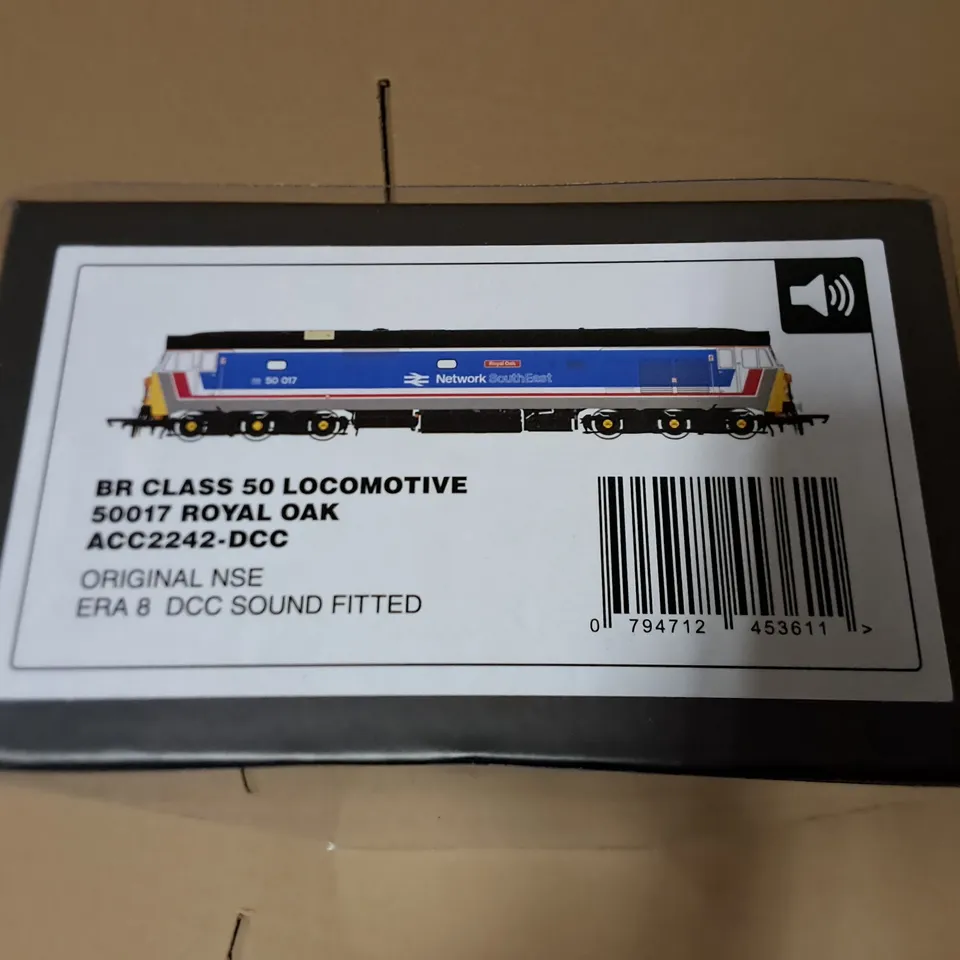 Royal Oak
50 017
Network SouthEast
BR CLASS 50 LOCOMOTIVE
50017 ROYAL OAK
ACC2242-DCC
ORIGINAL NSE
ERA 8 DCC SOUND FITTED
0 794712 453611 >